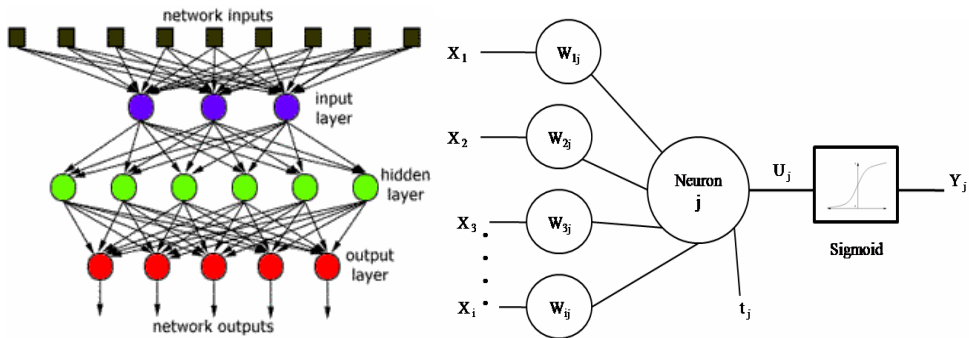 network inputs
input
layer
hidden
layer
output
layer
network outputs
X1
W1j
X2
W2j
X3
W3j
Xi
Wij
Neuron
j
Uj
Yj
Sigmoid
tj